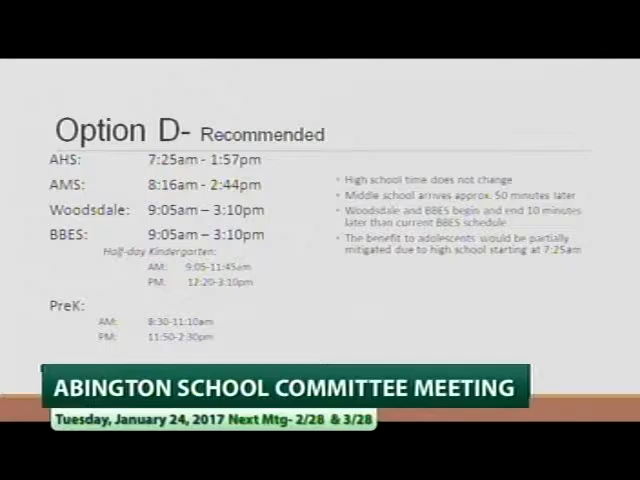 Option D- Recommended
AHS: 7:25am - 1:57pm
AMS: 8:16am - 2:44pm
Woodsdale: 9:05am – 3:10pm
BBES: 9:05am – 3:10pm
Half-day Kindergarten:
AM: 9:05-11:45am
PM: 12:20-3:10pm
PreK:
AM: 8:30-11:10am
PM: 11:50-2:30pm
• High school time does not change
• Middle school arrives approx. 50 minutes later
• Woodsdale and BBES begin and end 10 minutes
later than current BBES schedule
• The benefit to adolescents would be partially
mitigated due to high school starting at 7:25am
ABINGTON SCHOOL COMMITTEE MEETING
Tuesday, January 24, 2017 Next Mtg- 2/28 & 3/28